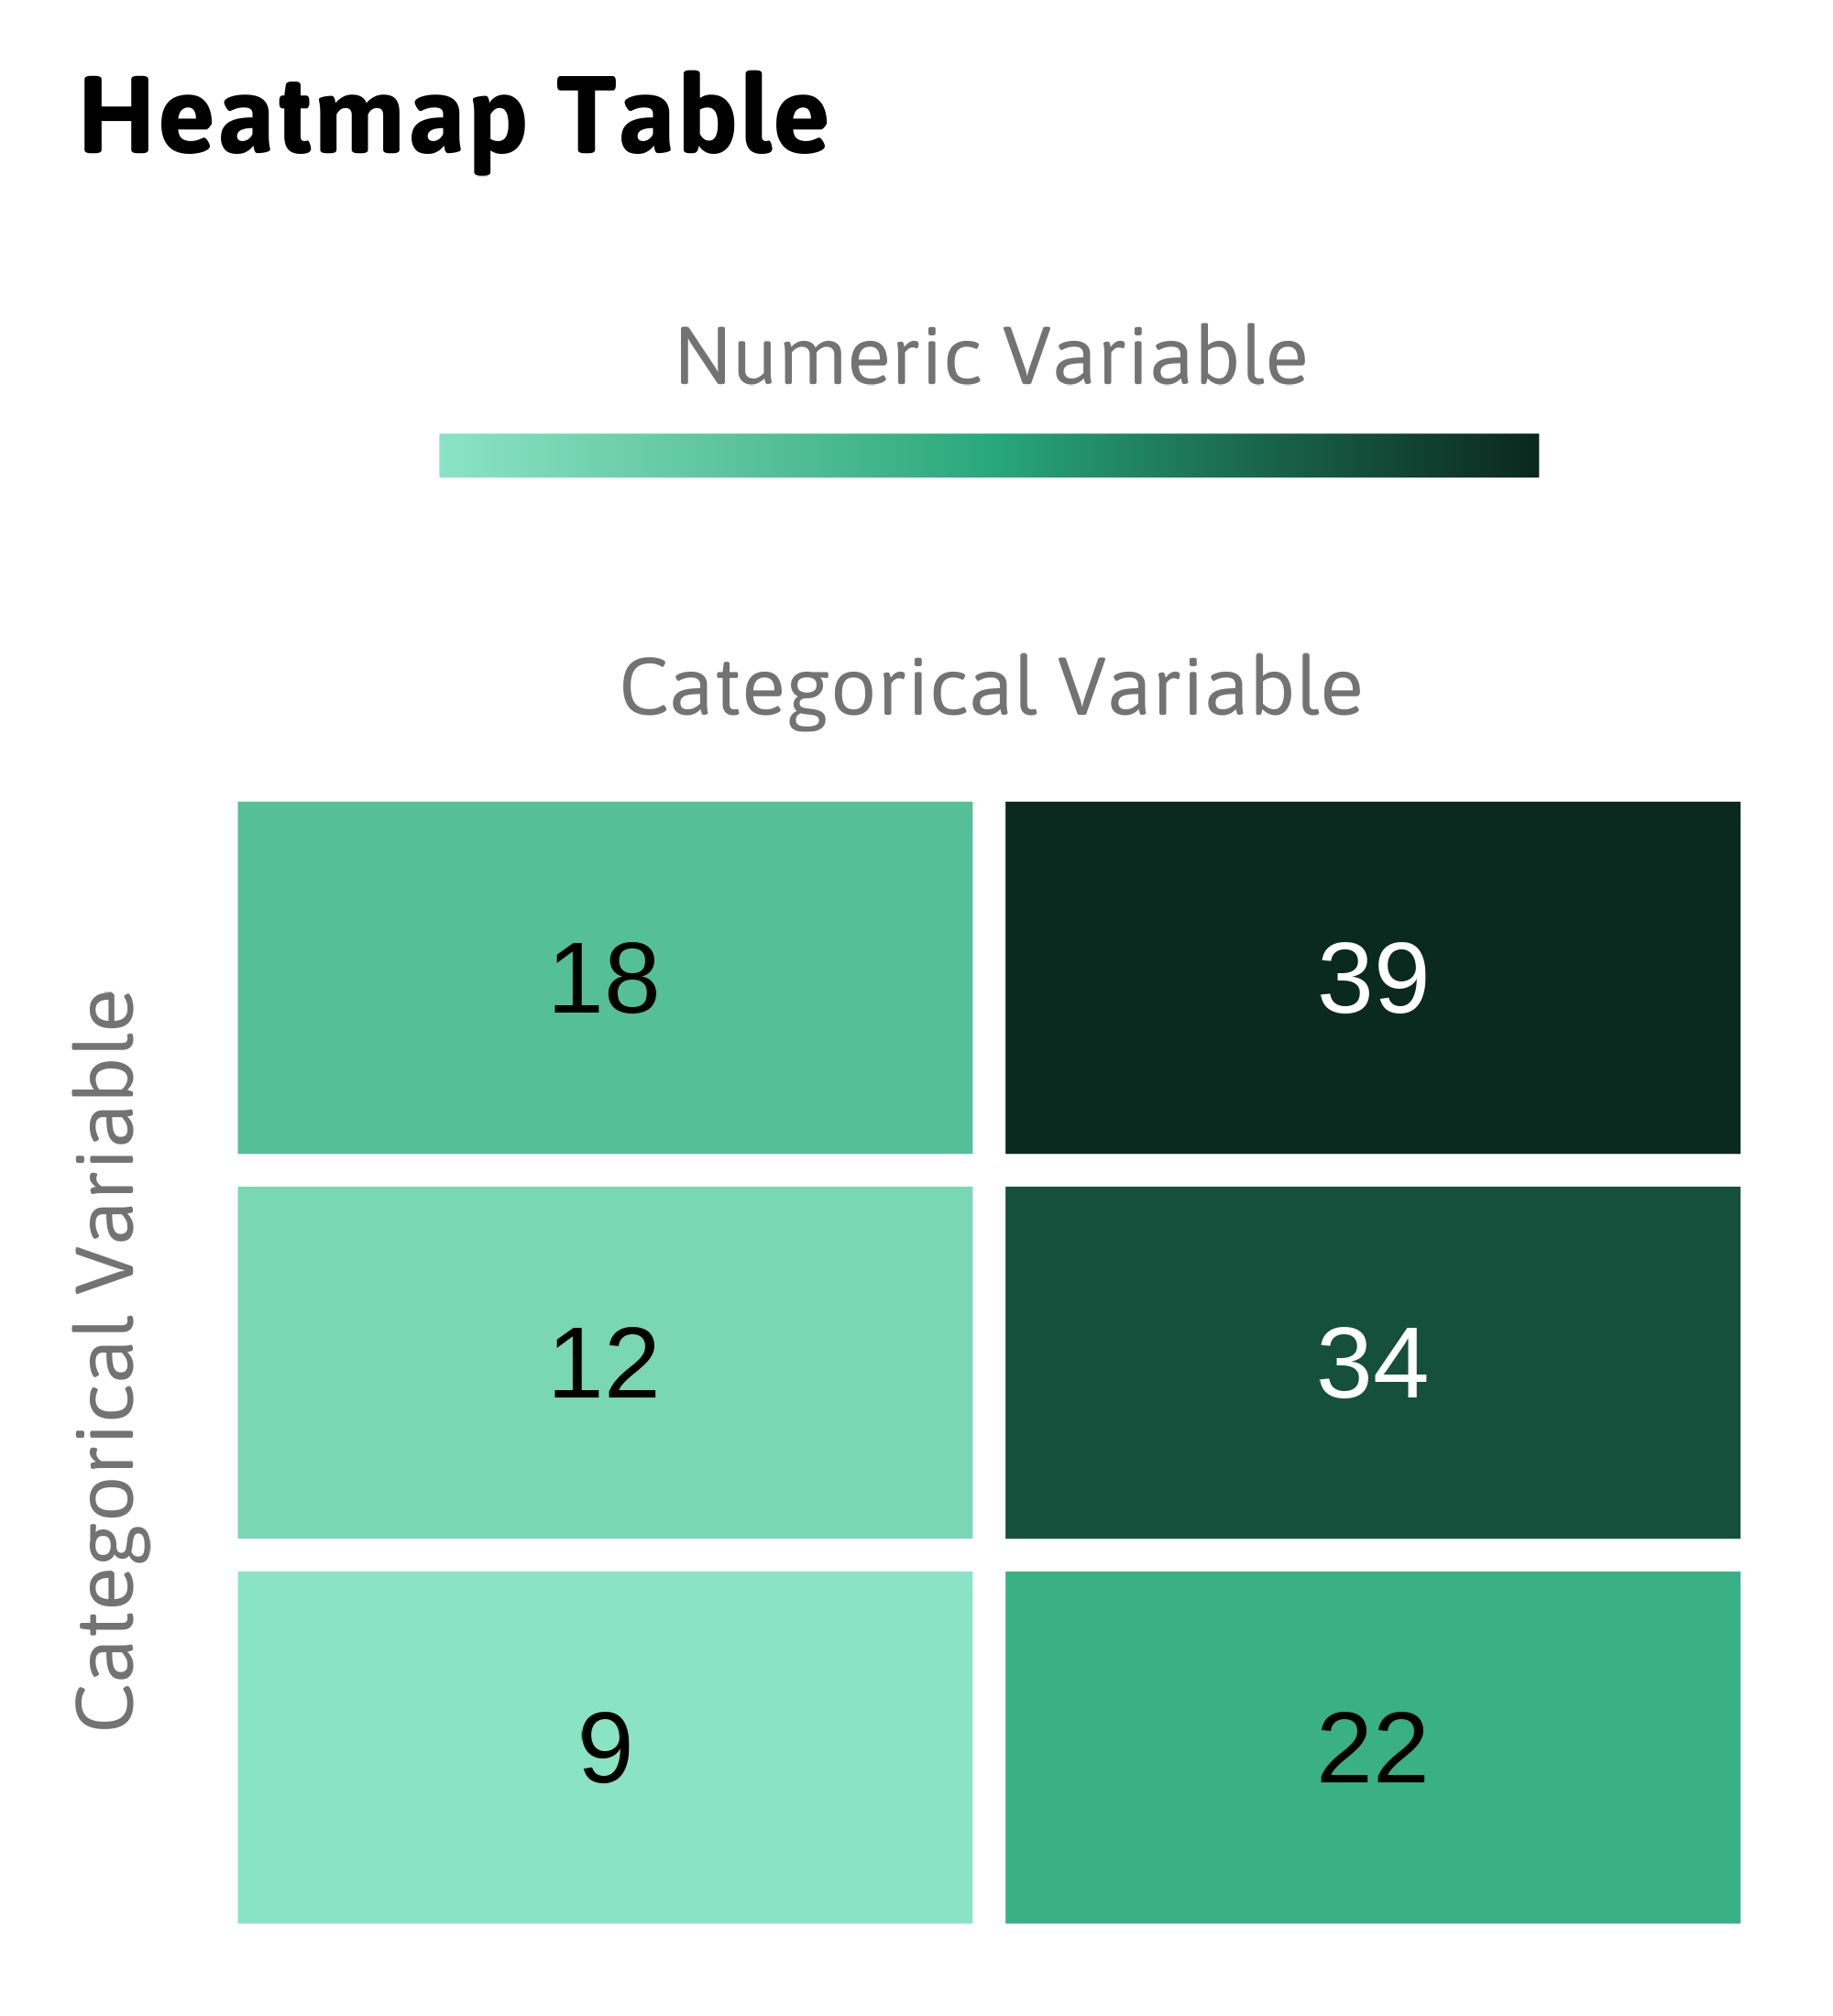 Heatmap Table
Numeric Variable
Categorical Variable
Categorical Variable
18 39
12 34
9 22